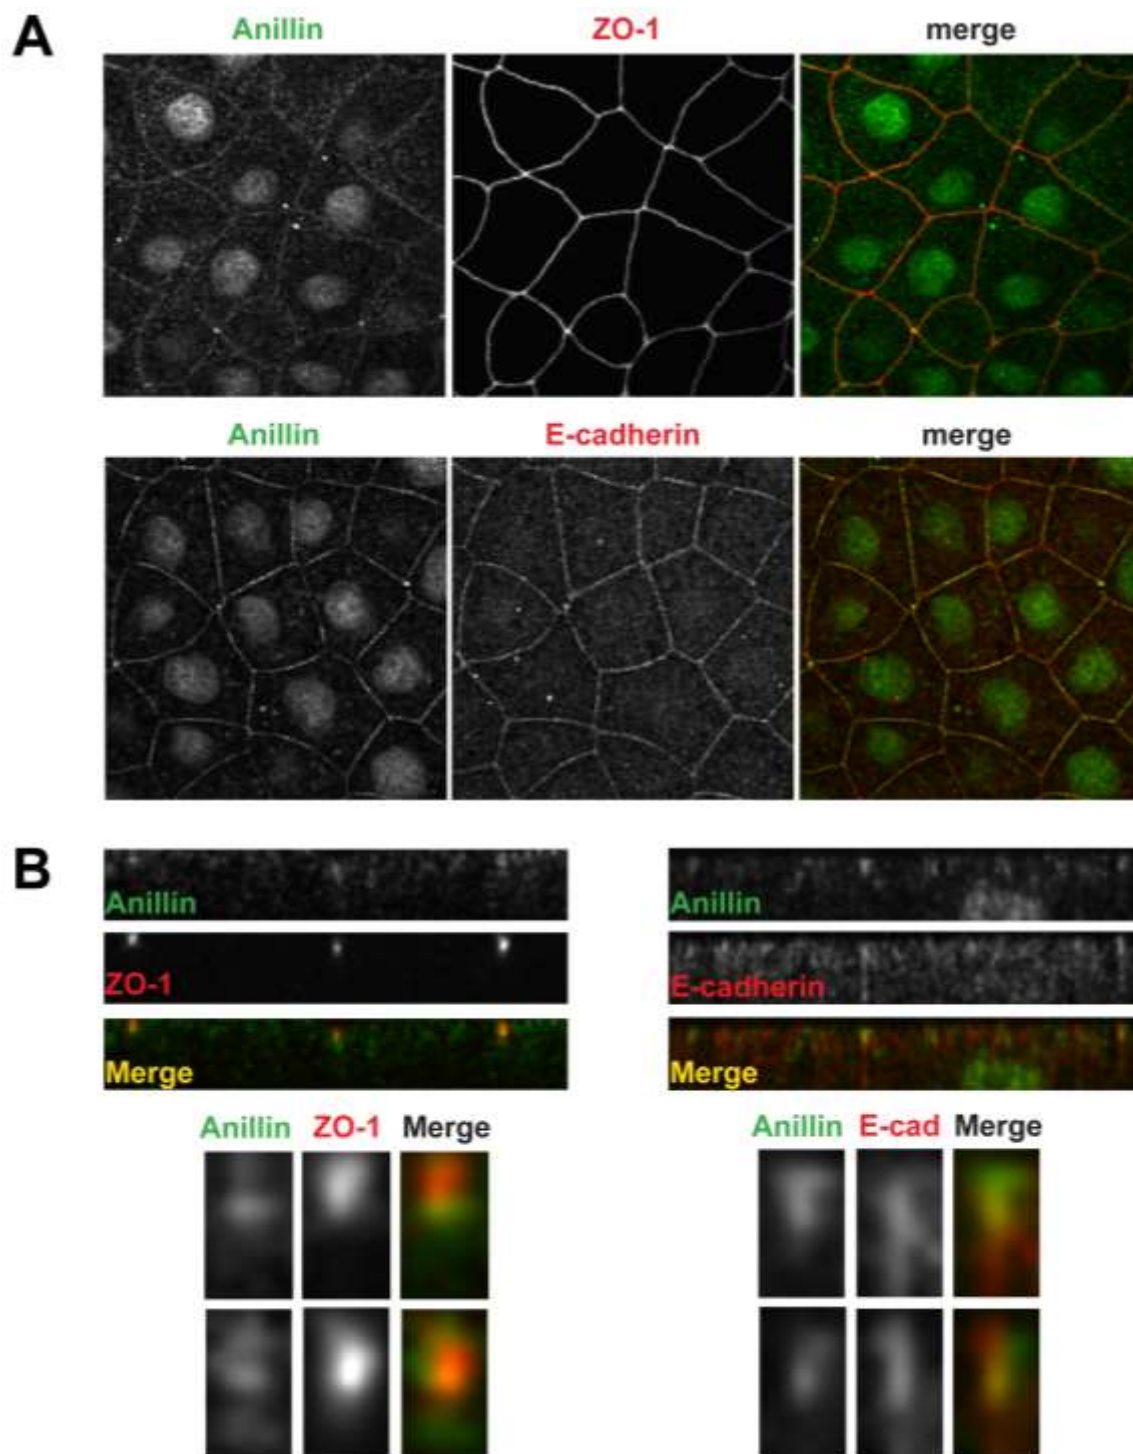 A
Anillin ZO-1 merge
Anillin E-cadherin merge
B
Anillin
ZO-1
Merge
Anillin ZO-1 Merge
Anillin
E-cadherin
Merge
Anillin E-cad Merge